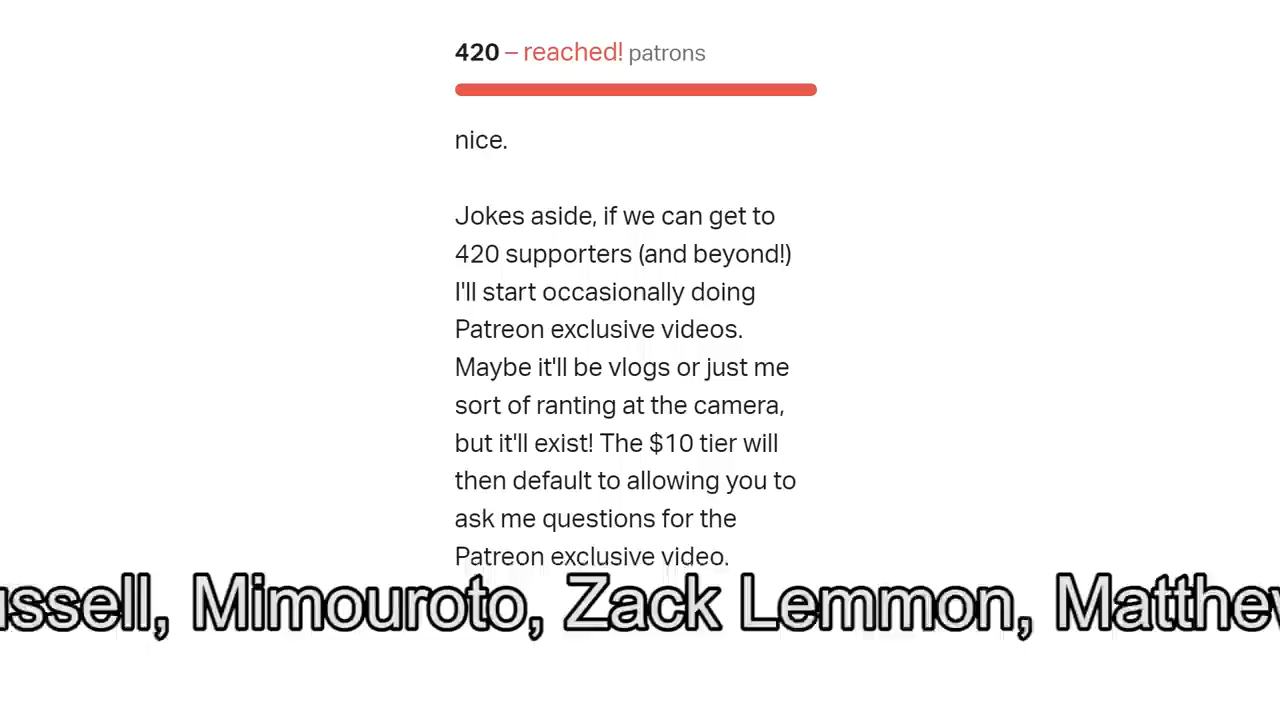 420 – reached! patrons
nice.
Jokes aside, if we can get to
420 supporters (and beyond!)
I'll start occasionally doing
Patreon exclusive videos.
Maybe it'll be vlogs or just me
sort of ranting at the camera,
but it'll exist! The $10 tier will
then default to allowing you to
ask me questions for the
Patreon exclusive video.
ussell, Mimouroto, Zack Lemmon, Matthew